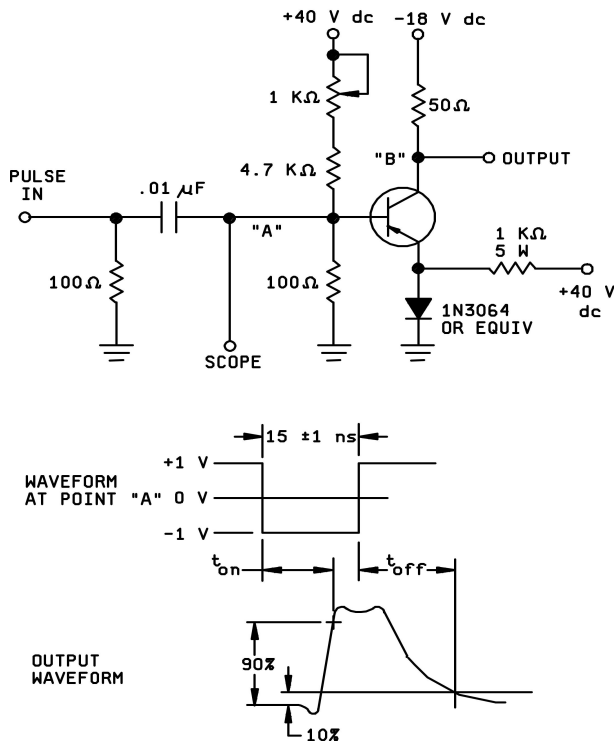 +40 V dc
-18 V dc
1 KΩ
50Ω
4.7 KΩ
"B"
OUTPUT
PULSE
IN
.01 μF
"A"
1 KΩ
5 W
100Ω
100Ω
+40 V
dc
1N3064
OR EQUIV
SCOPE
15 ±1 ns
+1 V
WAVEFORM
AT POINT "A" 0 V
-1 V
ton
toff
90%
OUTPUT
WAVEFORM
10%